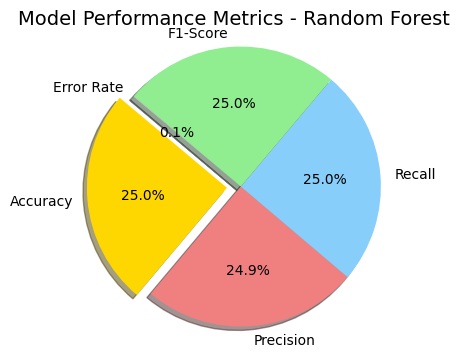 Model Performance Metrics - Random Forest
F1-Score
Error Rate
25.0%
0.1%
Accuracy
25.0%
25.0%
Recall
24.9%
Precision